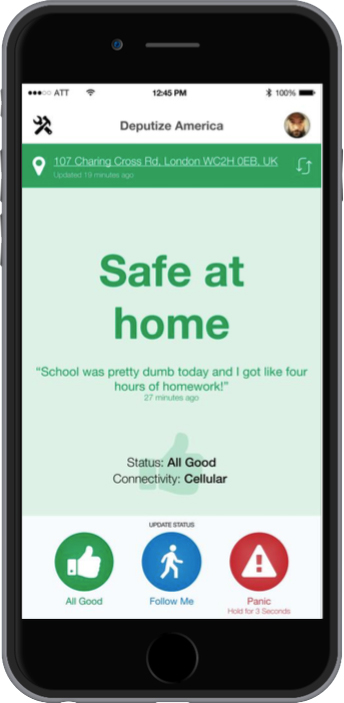 ATT 12:45 PM 100%
Deputize America
107 Charing Cross Rd, London WC2H 0EB, UK
Updated 19 minutes ago
Safe at
home
“School was pretty dumb today and I got like four
hours of homework!”
27 minutes ago
Status: All Good
Connectivity: Cellular
UPDATE STATUS
All Good Follow Me Panic
Hold for 3 Seconds